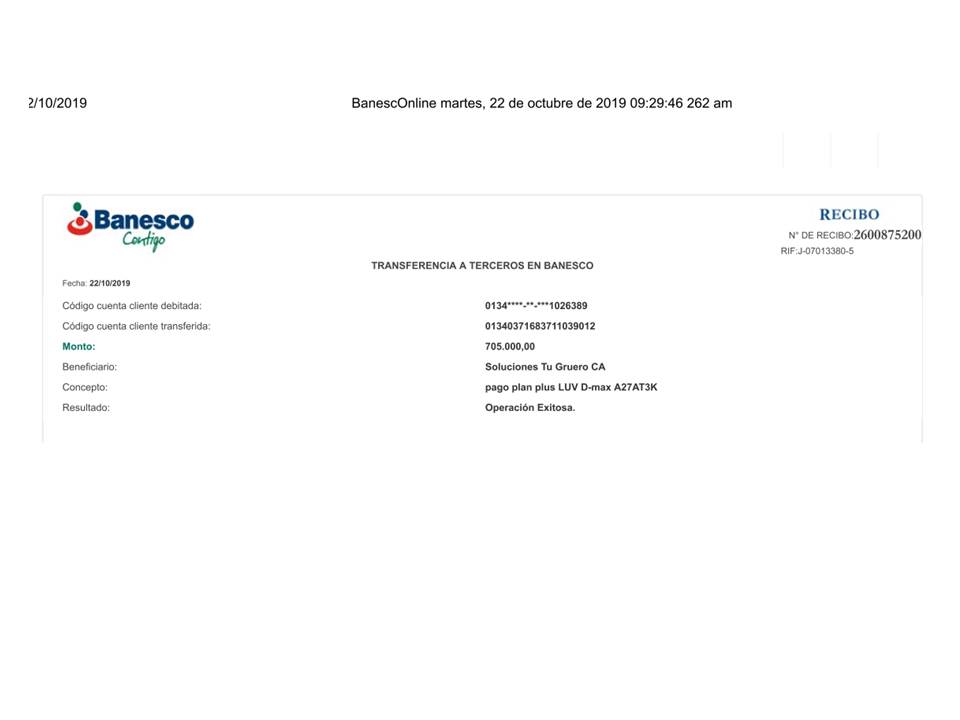 2/10/2019
BanescOnline martes, 22 de octubre de 2019 09:29:46 262 am
Banesco
Contigo
RECIBO
N° DE RECIBO:2600875200
RIF:J-07013380-5
TRANSFERENCIA A TERCEROS EN BANESCO
Fecha: 22/10/2019
Código cuenta cliente debitada: 0134****-**-***1026389
Código cuenta cliente transferida: 01340371683711039012
Monto: 705.000,00
Beneficiario: Soluciones Tu Gruero CA
Concepto: pago plan plus LUV D-max A27AT3K
Resultado: Operación Exitosa.